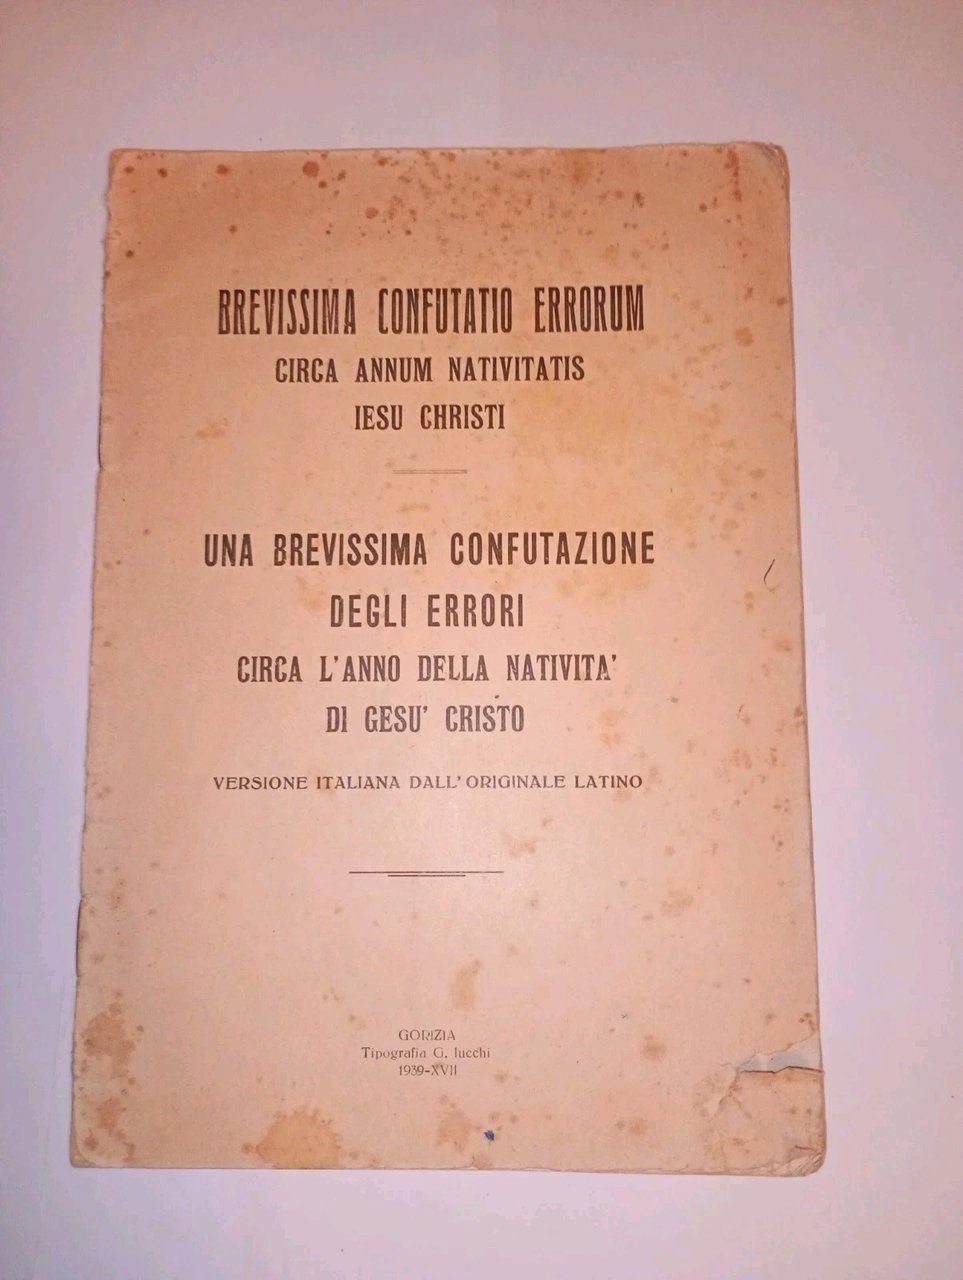 BREVISSIMA CONFUTATIO ERRORUM
CIRCA ANNUM NATIVITATIS
IESU CHRISTI
UNA BREVISSIMA CONFUTAZIONE
DEGLI ERRORI
CIRCA L'ANNO DELLA NATIVITA'
DI GESU' CRISTO
VERSIONE ITALIANA DALL'ORIGINALE LATINO
GORIZIA
Tipografia G. Iucchi
1939-XVII